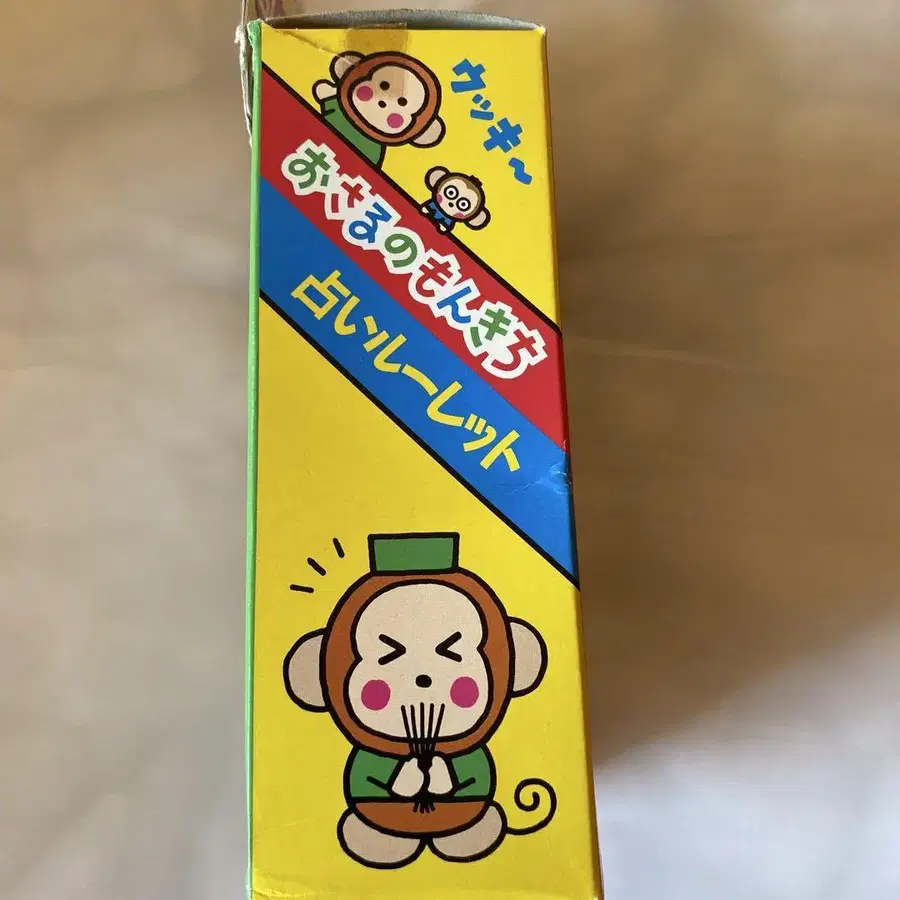 ウッキ～
おさるのもんきち
占いルーレット